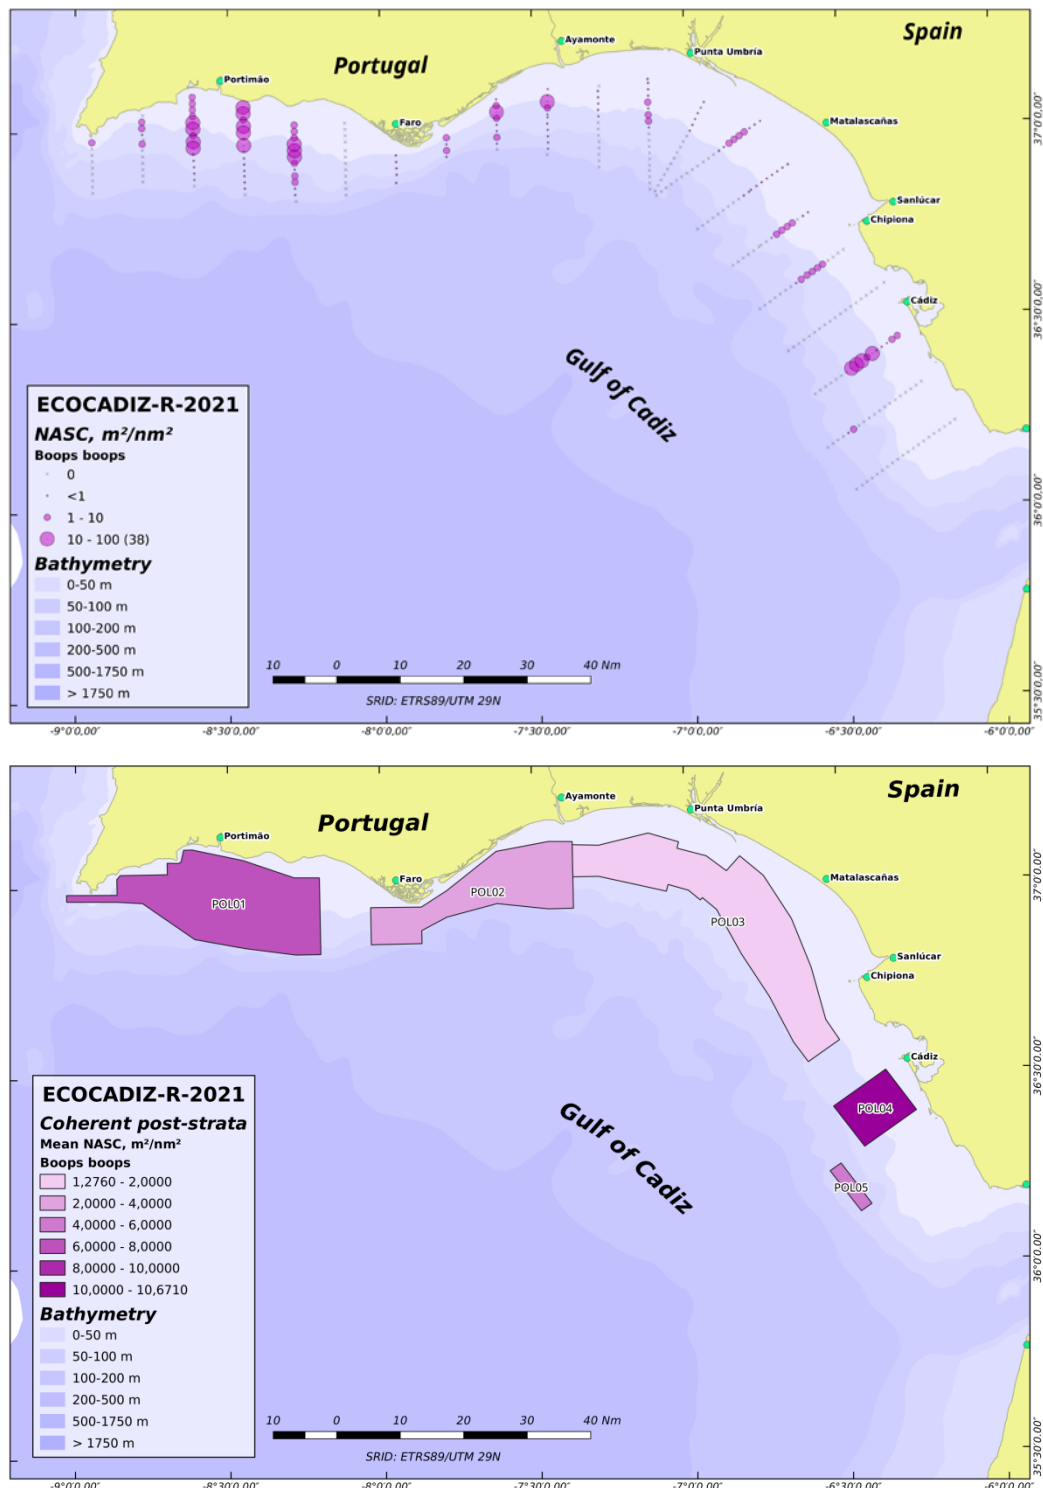 Spain
Ayamonte
Punta Umbría
Portugal
Portimão
Faro
Matalascañas
Sanlúcar
Chipiona
Cádiz
Gulf of Cadiz
37°0'0,00"
36°30'0,00"
36°0'0,00"
35°30'0,00"
ECOCADIZ-R-2021
NASC, m²/nm²
Boops boops
0
<1
1 - 10
10 - 100 (38)
Bathymetry
0-50 m
50-100 m
100-200 m
200-500 m
500-1750 m
> 1750 m
10 0 10 20 30 40 Nm
SRID: ETRS89/UTM 29N
-9°0'0,00" -8°30'0,00" -8°0'0,00" -7°30'0,00" -7°0'0,00" -6°30'0,00" -6°0'0,00"
Spain
Ayamonte
Punta Umbría
Portugal
Portimão
Faro
Matalascañas
POL01
POL02
POL03
Sanlúcar
Chipiona
Cádiz
POL04
POL05
Gulf of Cadiz
37°0'0,00"
36°30'0,00"
36°0'0,00"
35°30'0,00"
ECOCADIZ-R-2021
Coherent post-strata
Mean NASC, m²/nm²
Boops boops
1,2760 - 2,0000
2,0000 - 4,0000
4,0000 - 6,0000
6,0000 - 8,0000
8,0000 - 10,0000
10,0000 - 10,6710
Bathymetry
0-50 m
50-100 m
100-200 m
200-500 m
500-1750 m
> 1750 m
10 0 10 20 30 40 Nm
SRID: ETRS89/UTM 29N
-9°0'0,00" -8°30'0,00" -8°0'0,00" -7°30'0,00" -7°0'0,00" -6°30'0,00" -6°0'0,00"